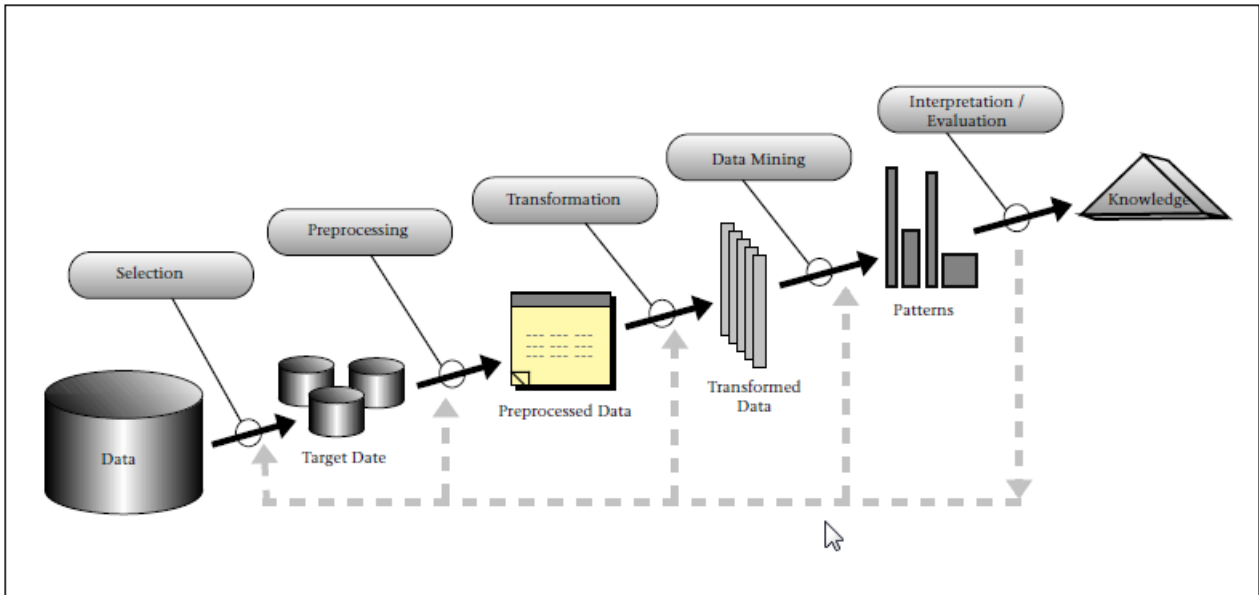 Interpretation /
Evaluation
Data Mining
Transformation
Preprocessing
Selection
Knowledge
Patterns
Transformed
Data
Preprocessed Data
Target Date
Data